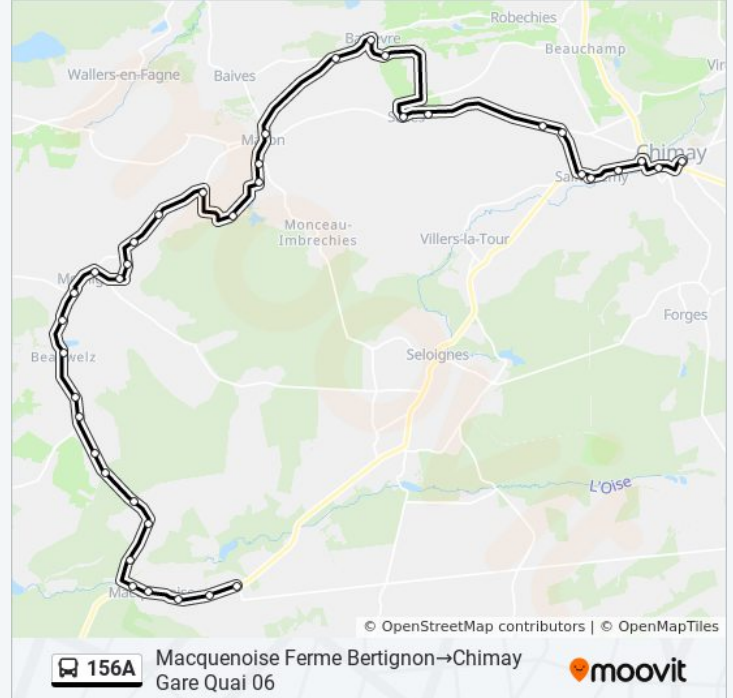 Robechies
Beauchamp
Wallers-en-Fagne
Baives
Chimay
Monceau-
Imbrechies
Villers-la-Tour
Forges
Seloignes
L'Oise
© OpenStreetMap contributors | © OpenMapTiles
156A
Macquenoise Ferme Bertignon→Chimay
Gare Quai 06
moovit